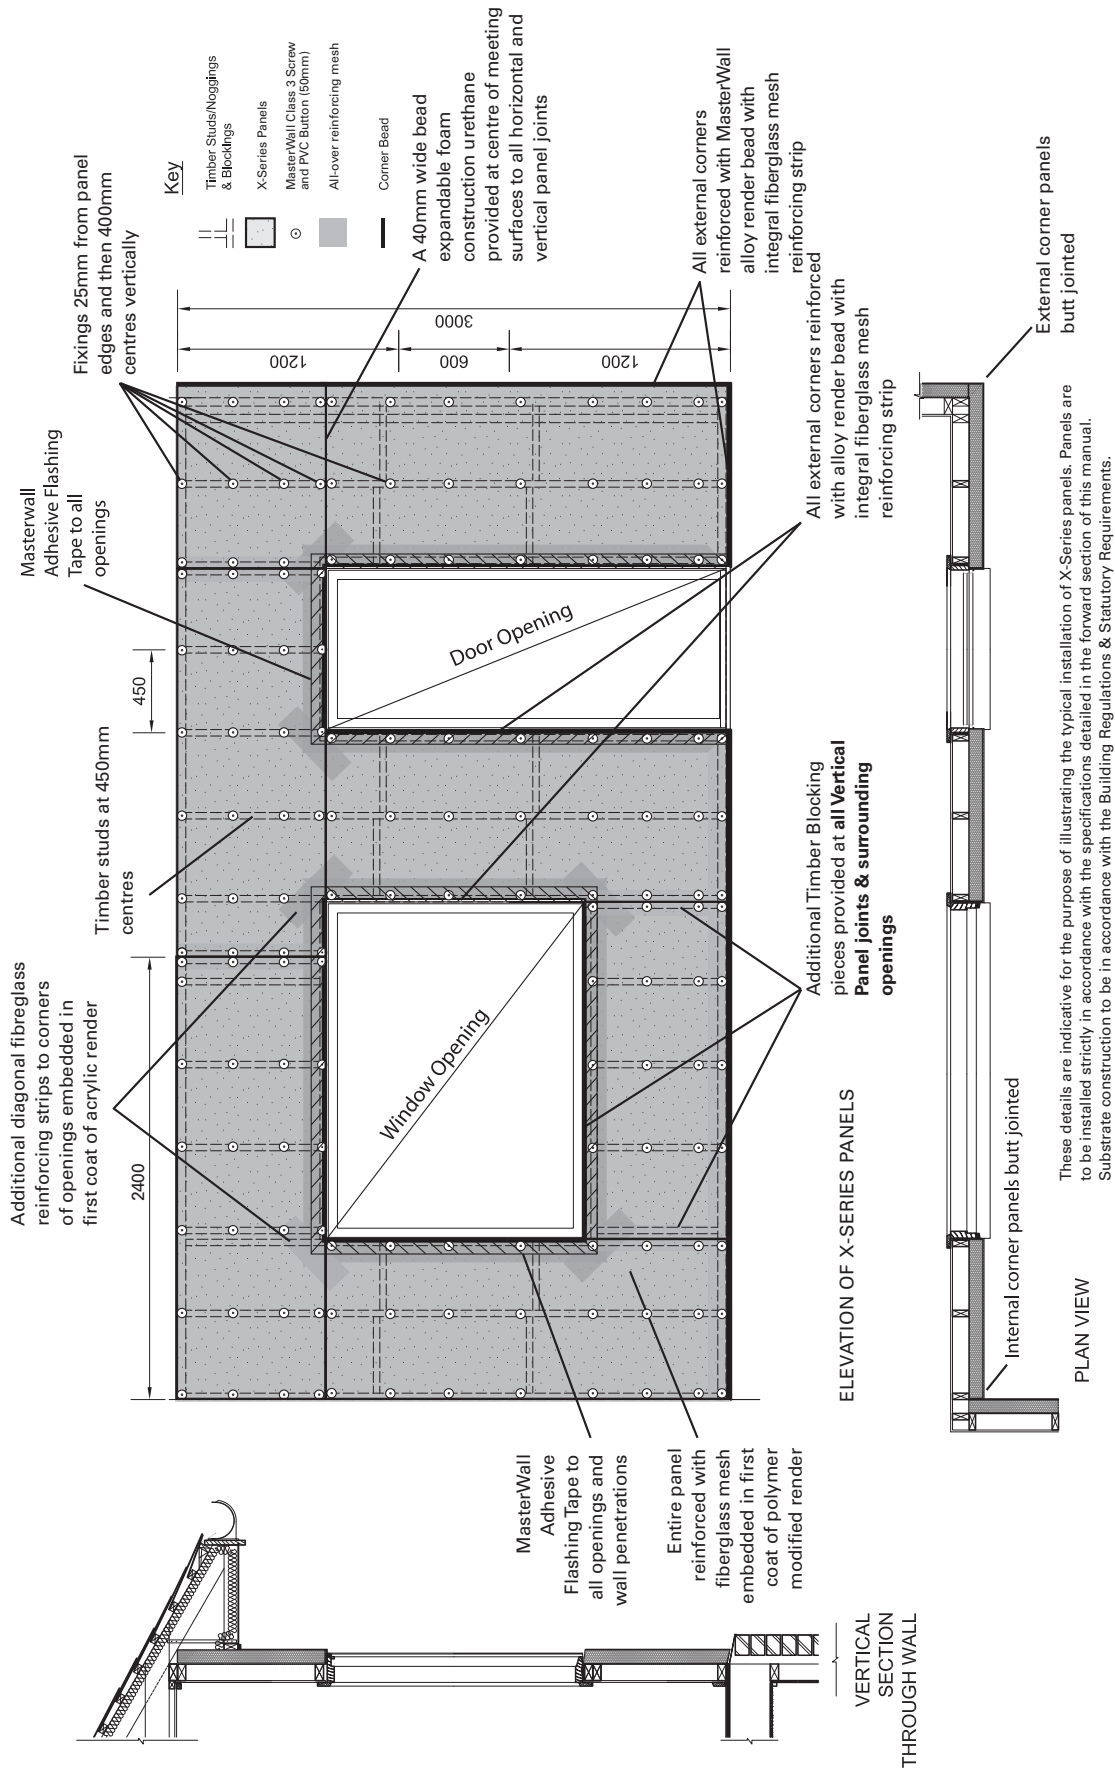 Additional diagonal fibreglass
reinforcing strips to corners
of openings embedded in
first coat of acrylic render
Timber studs at 450mm
centres
Masterwall
Adhesive Flashing
Tape to all
openings
Fixings 25mm from panel
edges and then 400mm
centres vertically
Key
Timber Studs/Noggings
& Blockings
X-Series Panels
MasterWall Class 3 Screw
and PVC Button (50mm)
All-over reinforcing mesh
Corner Bead
2400
450
1200
600
1200
3000
Window Opening
Door Opening
A 40mm wide bead
expandable foam
construction urethane
provided at centre of meeting
surfaces to all horizontal and
vertical panel joints
All external corners
reinforced with MasterWall
alloy render bead with
integral fiberglass mesh
reinforcing strip
All external corners reinforced
with alloy render bead with
integral fiberglass mesh
reinforcing strip
MasterWall
Adhesive
Flashing Tape to
all openings and
wall penetrations
Entire panel
reinforced with
fiberglass mesh
embedded in first
coat of polymer
modified render
Additional Timber Blocking
pieces provided at all Vertical
Panel joints & surrounding
openings
ELEVATION OF X-SERIES PANELS
VERTICAL
SECTION
THROUGH WALL
Internal corner panels butt jointed
External corner panels
butt jointed
PLAN VIEW
These details are indicative for the purpose of illustrating the typical installation of X-Series panels. Panels are
to be installed strictly in accordance with the specifications detailed in the forward section of this manual.
Substrate construction to be in accordance with the Building Regulations & Statutory Requirements.